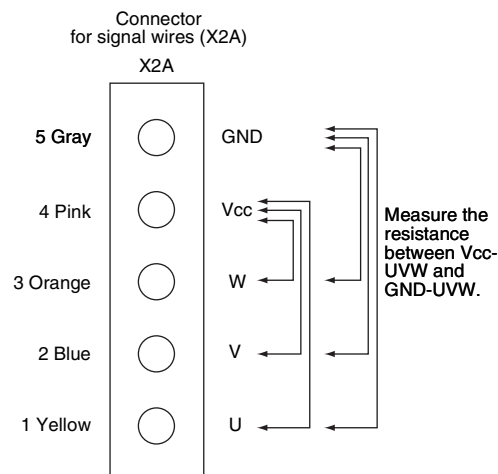 Connector
for signal wires (X2A)
X2A
5 Gray
GND
4 Pink
Vcc
3 Orange
W
2 Blue
V
1 Yellow
U
Measure the
resistance
between Vcc-
UVW and
GND-UVW.